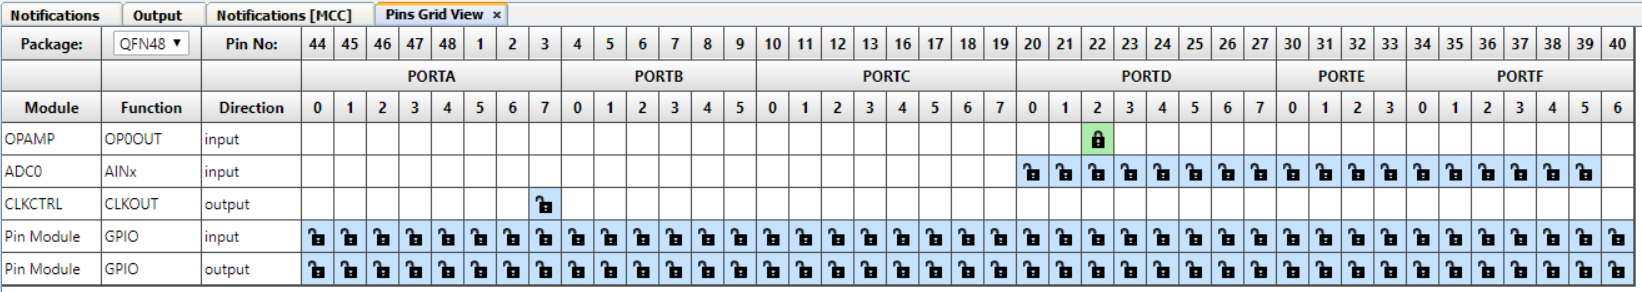 Notifications Output Notifications [MCC] Pins Grid View ×
Package: QFN48 ▼ Pin No: 44 45 46 47 48 1 2 3 4 5 6 7 8 9 10 11 12 13 16 17 18 19 20 21 22 23 24 25 26 27 30 31 32 33 34 35 36 37 38 39 40
PORTA PORTB PORTC PORTD PORTE PORTF
Module Function Direction 0 1 2 3 4 5 6 7 0 1 2 3 4 5 0 1 2 3 4 5 6 7 0 1 2 3 4 5 6 7 0 1 2 3 0 1 2 3 4 5 6
OPAMP OP0OUT input
ADC0 AINx input
CLKCTRL CLKOUT output
Pin Module GPIO input
Pin Module GPIO output